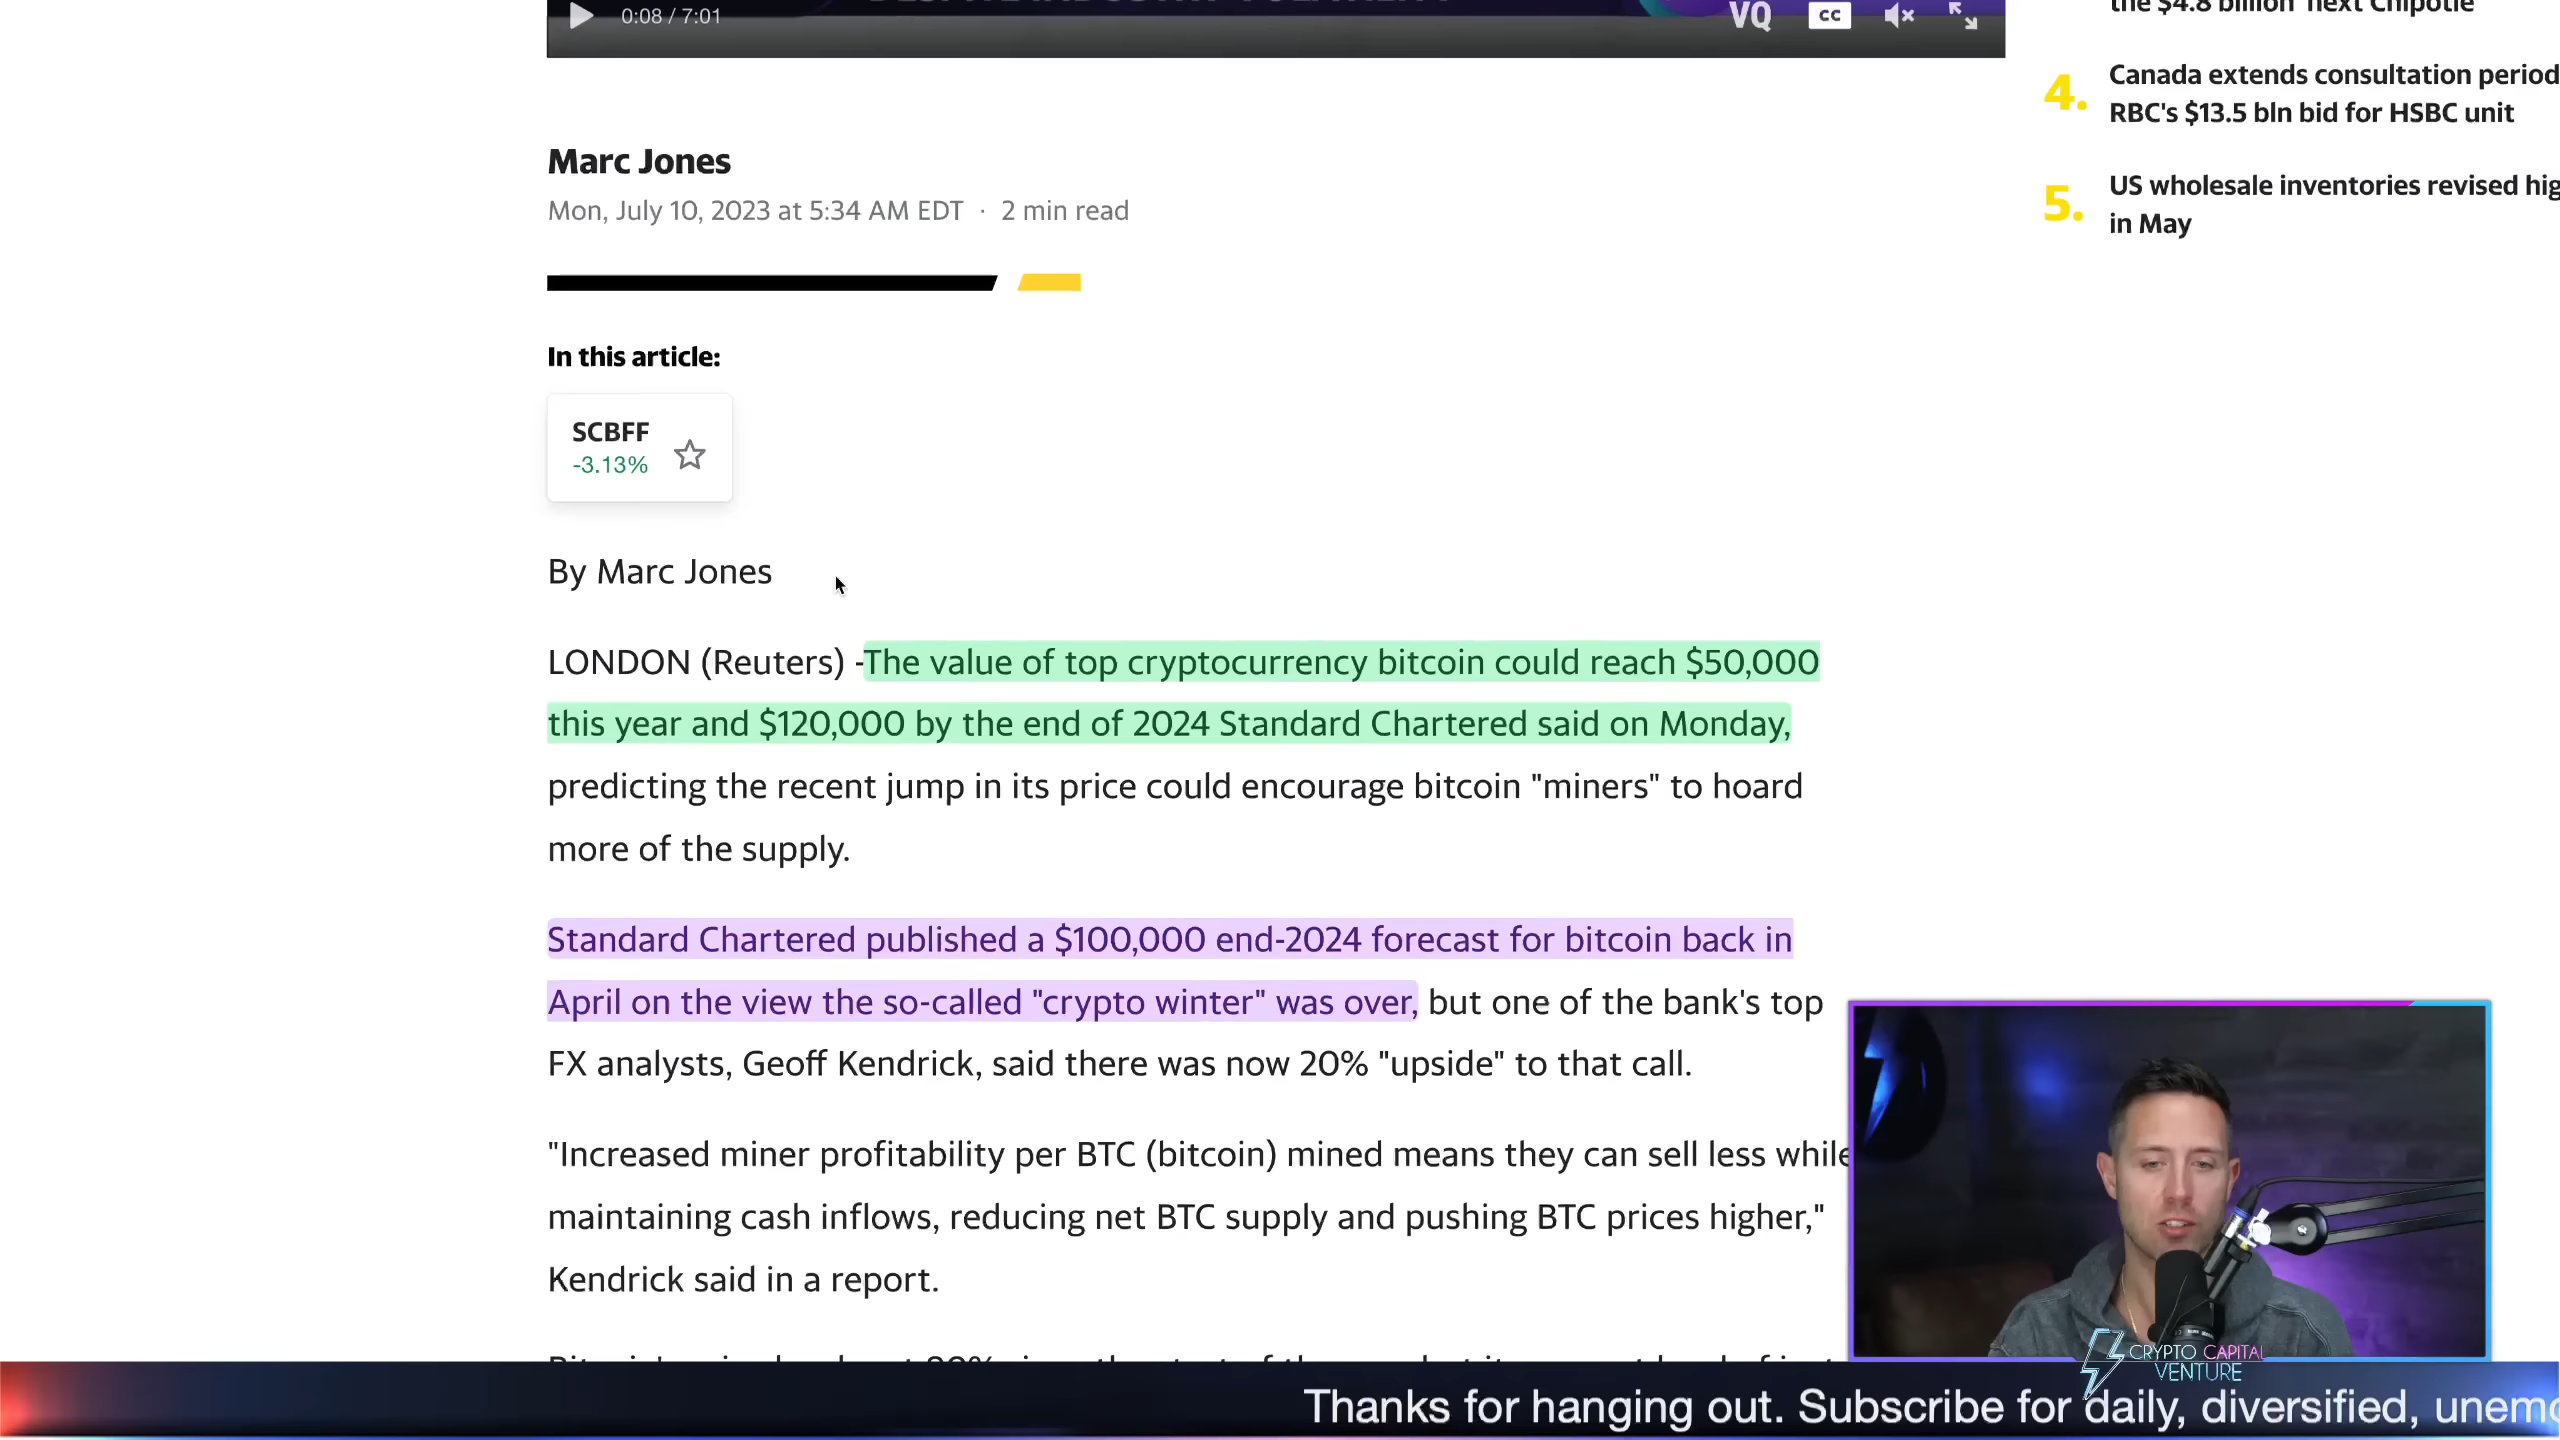 0:08 / 7:01
VQ
CC
the $4.8 billion 'next Chipotle'
4.
Canada extends consultation period
RBC's $13.5 bln bid for HSBC unit
5.
US wholesale inventories revised hig
in May
Marc Jones
Mon, July 10, 2023 at 5:34 AM EDT · 2 min read
In this article:
SCBFF
-3.13%
By Marc Jones
LONDON (Reuters) -The value of top cryptocurrency bitcoin could reach $50,000
this year and $120,000 by the end of 2024 Standard Chartered said on Monday,
predicting the recent jump in its price could encourage bitcoin "miners" to hoard
more of the supply.
Standard Chartered published a $100,000 end-2024 forecast for bitcoin back in
April on the view the so-called "crypto winter" was over, but one of the bank's top
FX analysts, Geoff Kendrick, said there was now 20% "upside" to that call.
"Increased miner profitability per BTC (bitcoin) mined means they can sell less while
maintaining cash inflows, reducing net BTC supply and pushing BTC prices higher,"
Kendrick said in a report.
CRYPTO CAPITAL
VENTURE
Thanks for hanging out. Subscribe for daily, diversified, unemo